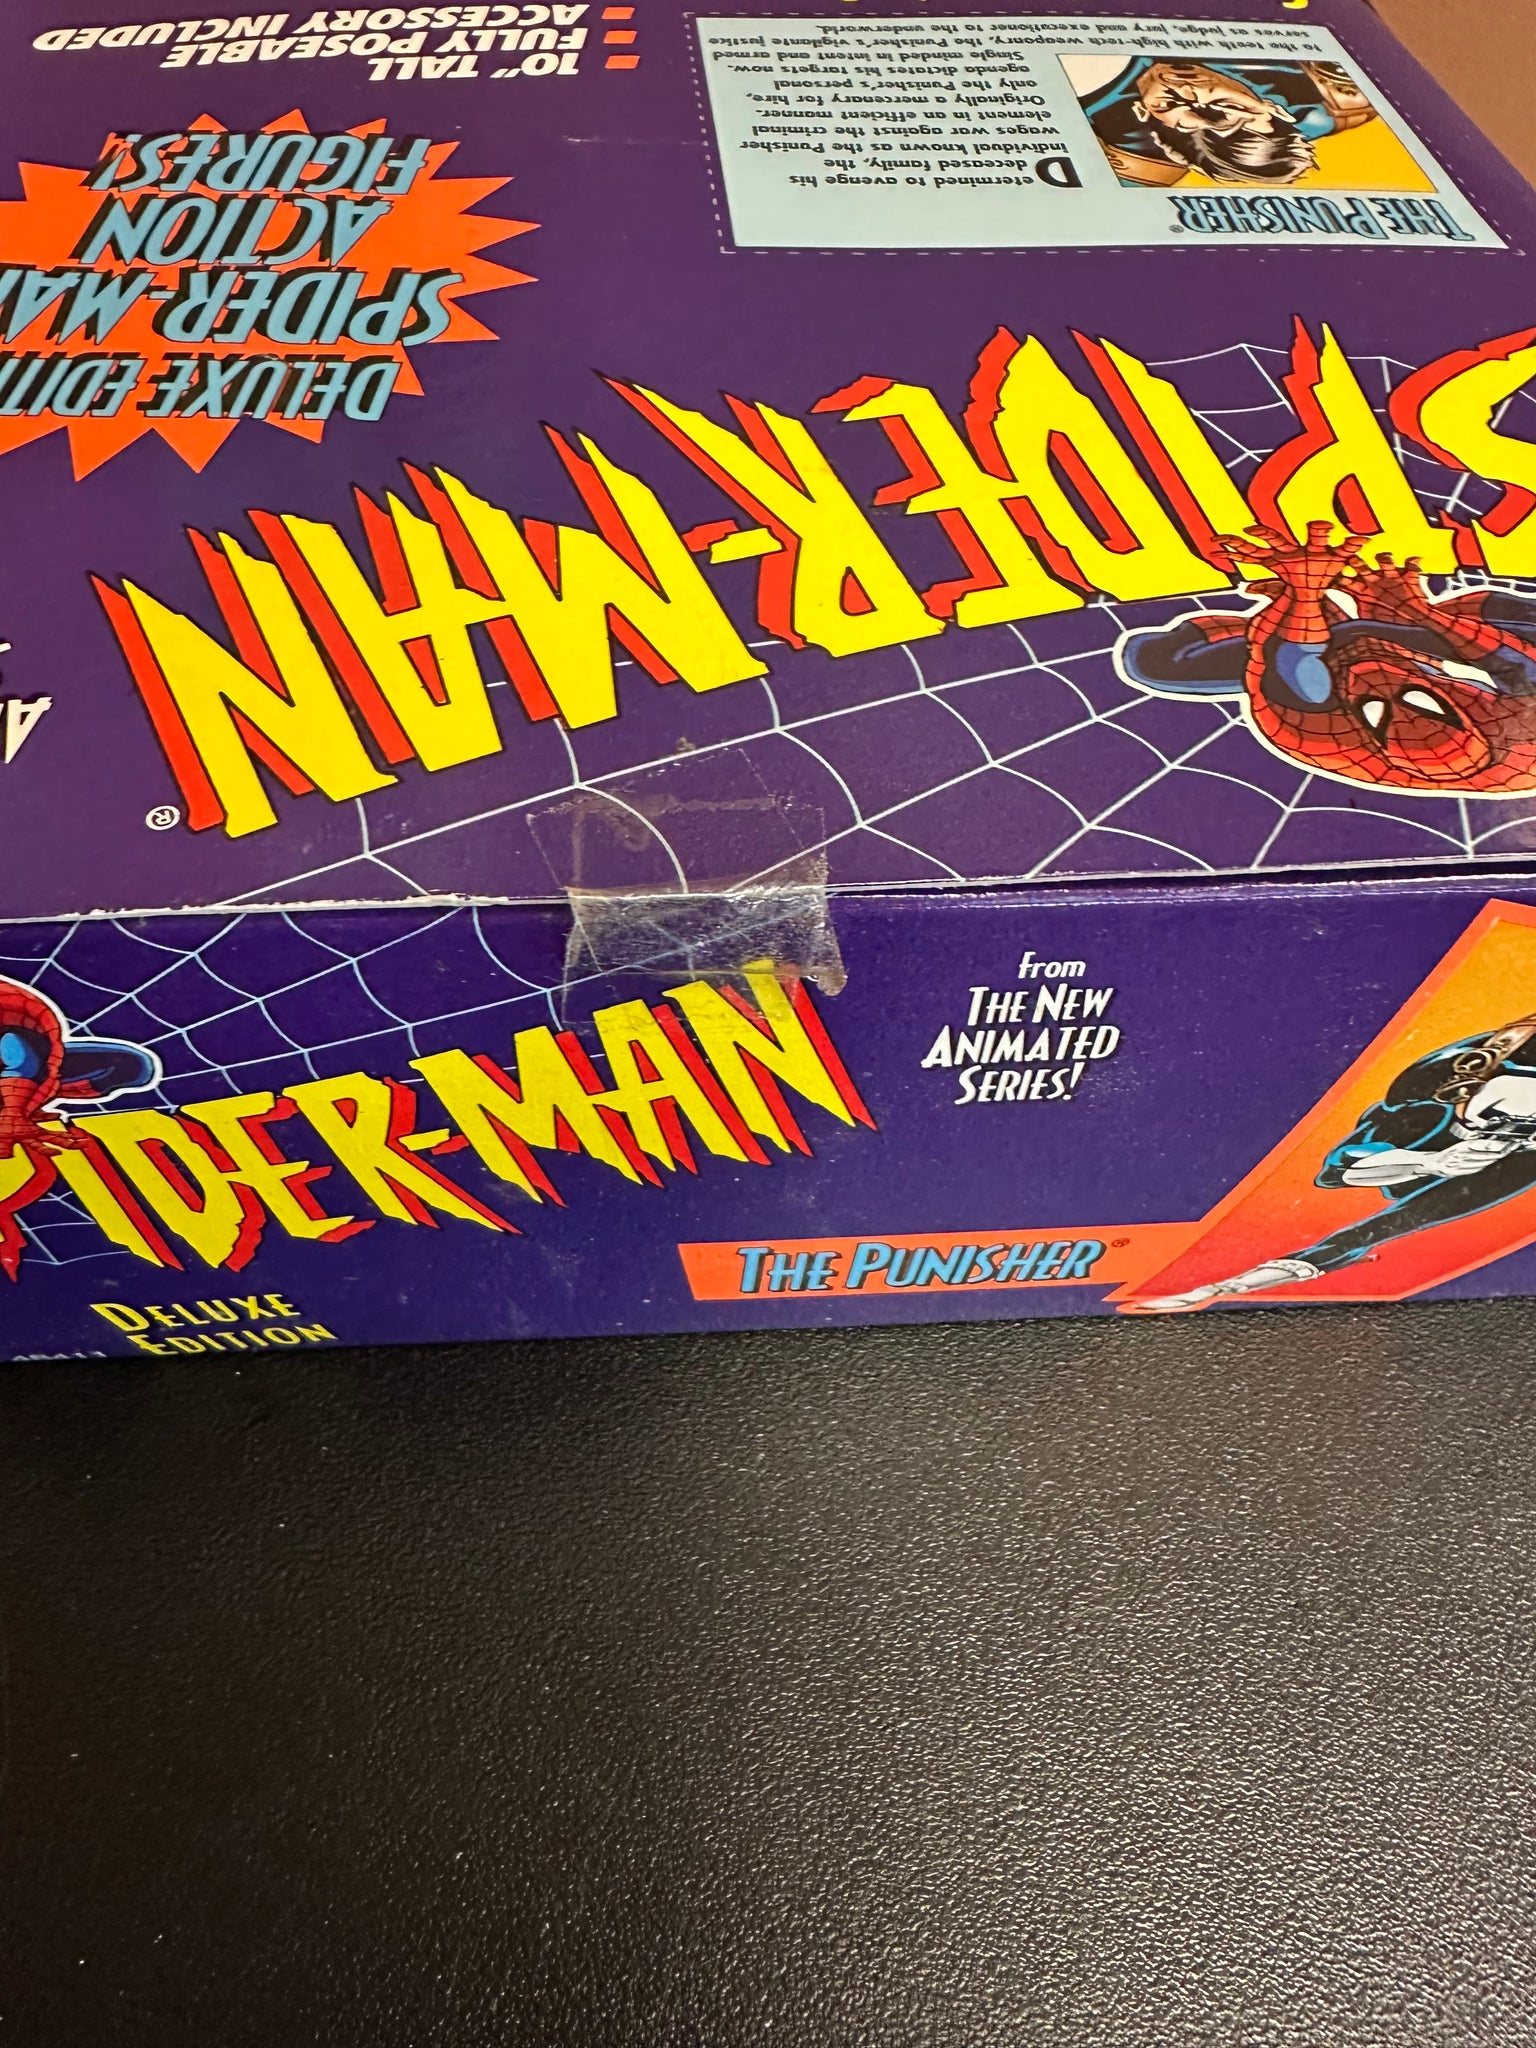 10" TALL
FULLY POSEABLE
ACCESSORY INCLUDED
DELUXE
SPIDER-MAN
ACTION
FIGURES!
THE PUNISHER®
Determined to avenge his
deceased family, the
individual known as the Punisher
wages war against the criminal
element in an efficient manner.
Originally a mercenary for hire,
only the Punisher's personal
agenda dictates his targets now.
Single minded in intent and armed
to the teeth with high-tech weaponry, the Punisher's vigilante justice
serves as judge, jury and executioner to the underworld.
SPIDER-MAN®
SPIDER-MAN
From
THE NEW
ANIMATED
SERIES!
THE PUNISHER®
DELUXE
EDITION